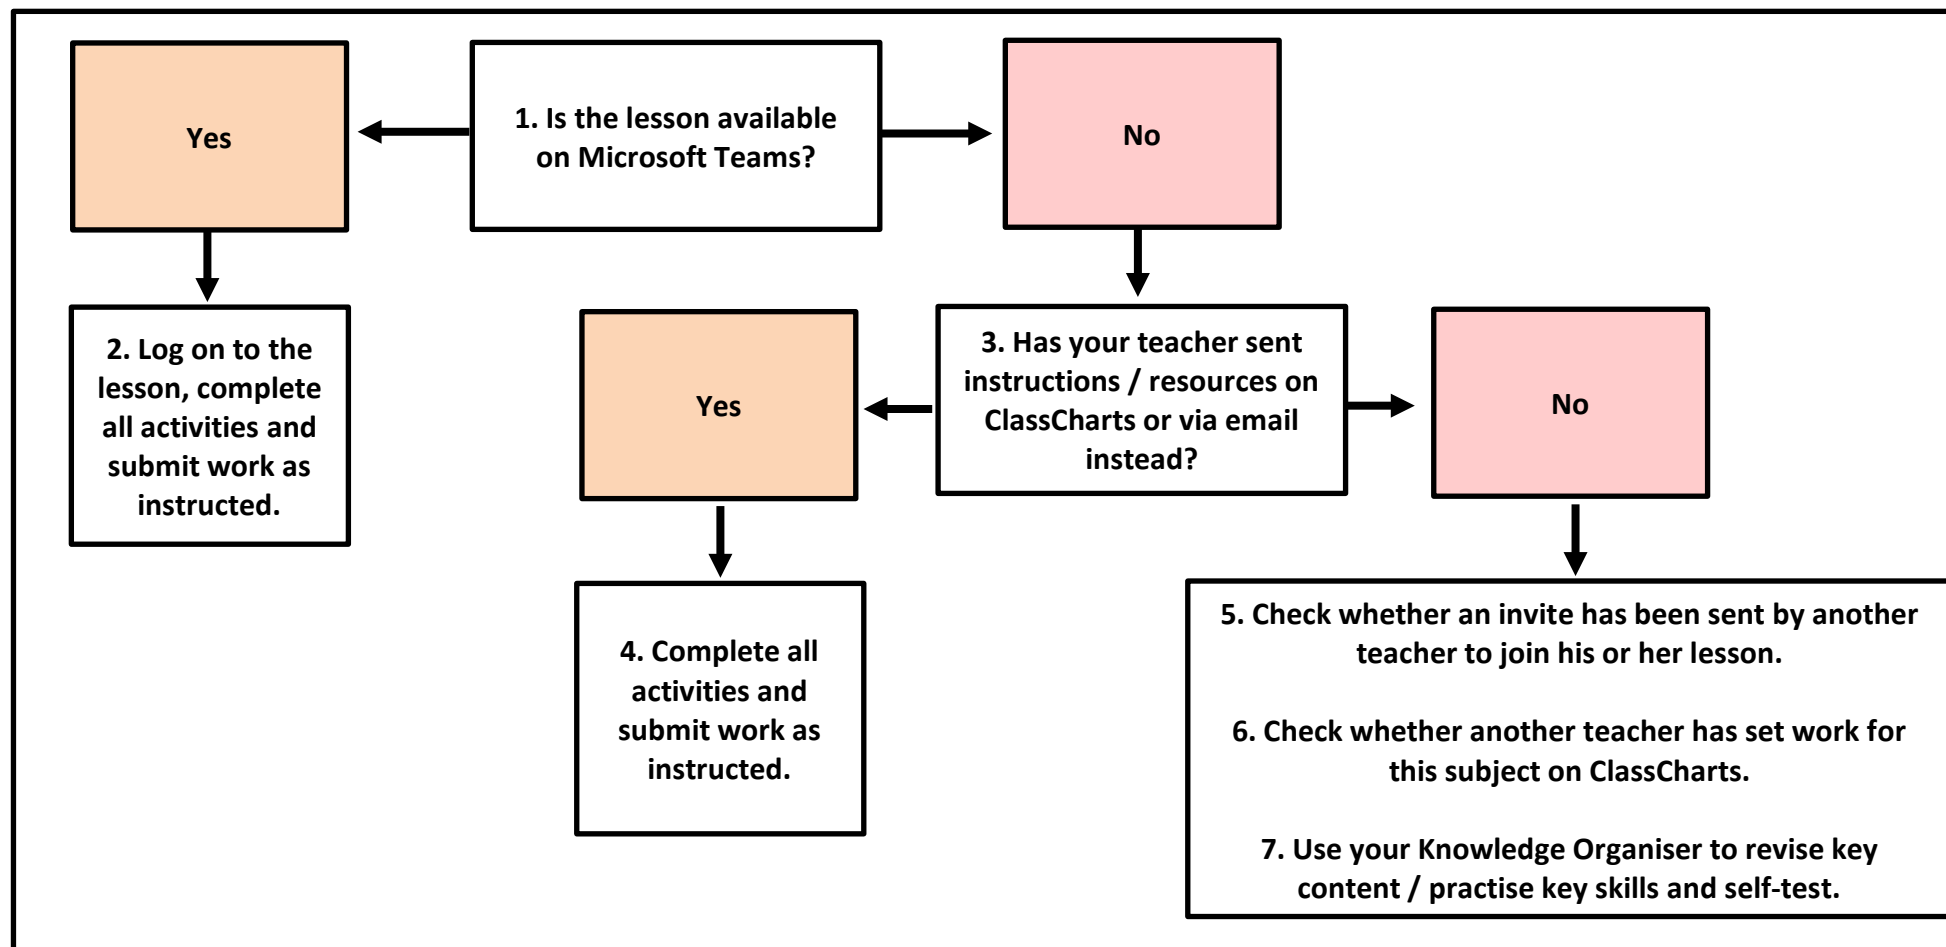 Yes
1. Is the lesson available
on Microsoft Teams?
No
2. Log on to the
lesson, complete
all activities and
submit work as
instructed.
Yes
3. Has your teacher sent
instructions / resources on
ClassCharts or via email
instead?
No
4. Complete all
activities and
submit work as
instructed.
5. Check whether an invite has been sent by another
teacher to join his or her lesson.
6. Check whether another teacher has set work for
this subject on ClassCharts.
7. Use your Knowledge Organiser to revise key
content / practise key skills and self-test.